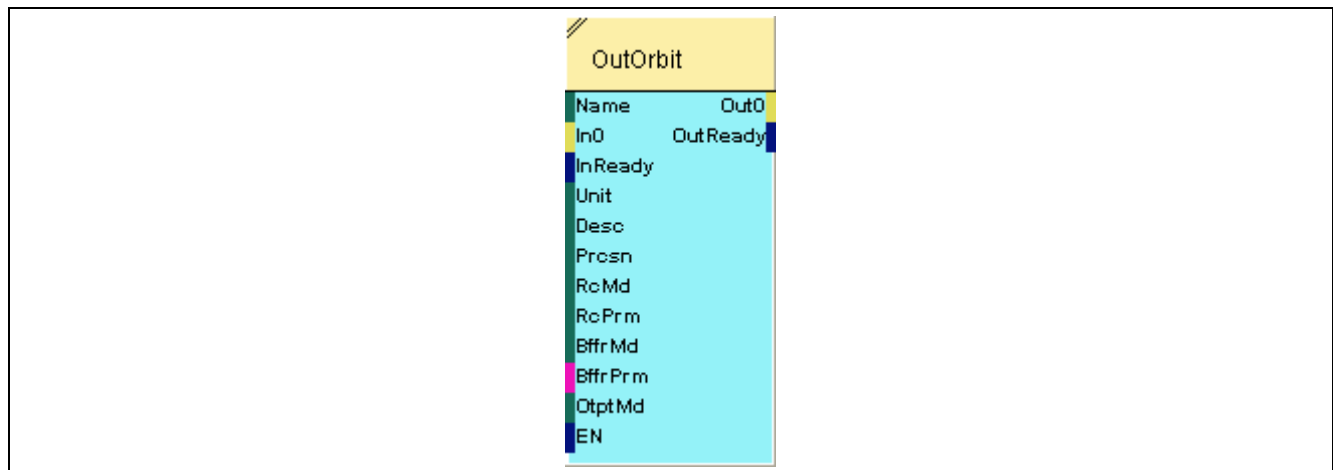 OutOrbit
Name Out0
In0 OutReady
InReady
Unit
Desc
Prcsn
RcMd
RcPrm
BffrMd
BffrPrm
OtptMd
EN